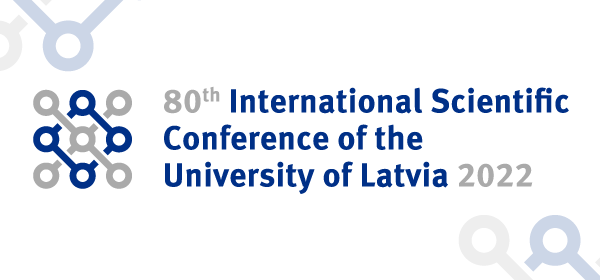 80th International Scientific
Conference of the
University of Latvia 2022